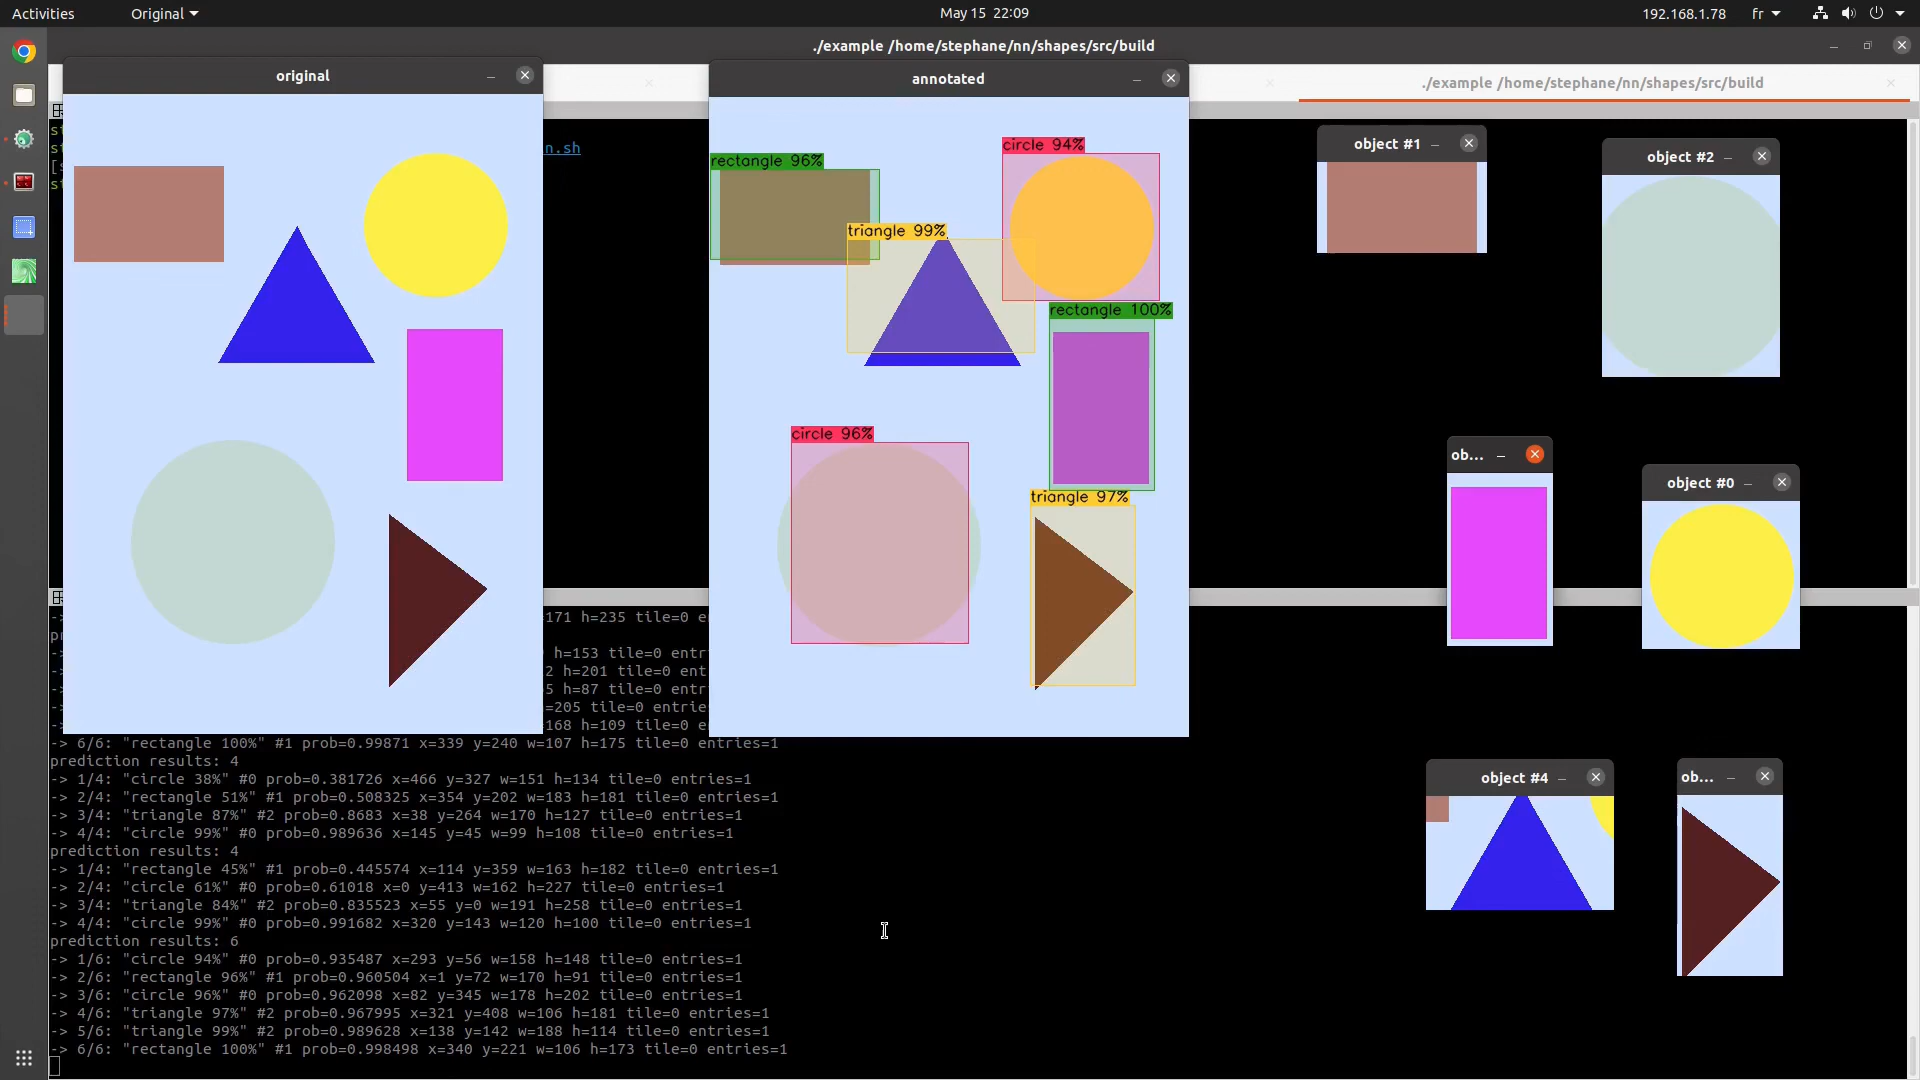 Activities
Original
May 15 22:09
192.168.1.78
fr
./example /home/stephane/nn/shapes/src/build
original
annotated
./example /home/stephane/nn/shapes/src/build
n.sh
object #1
object #2
rectangle 96%
circle 94%
triangle 99%
rectangle 100%
circle 96%
triangle 97%
ob...
object #0
object #4
ob...
171 h=235 tile=0 e
h=153 tile=0 entr
2 h=201 tile=0 en
5 h=87 tile=0 entr
=205 tile=0 entr
168 h=109 tile=0 e
-> 6/6: "rectangle 100%" #1 prob=0.99871 x=339 y=240 w=107 h=175 tile=0 entries=1
prediction results: 4
-> 1/4: "circle 38%" #0 prob=0.381726 x=466 y=327 w=151 h=134 tile=0 entries=1
-> 2/4: "rectangle 51%" #1 prob=0.508325 x=354 y=202 w=183 h=181 tile=0 entries=1
-> 3/4: "triangle 87%" #2 prob=0.8683 x=38 y=264 w=170 h=127 tile=0 entries=1
-> 4/4: "circle 99%" #0 prob=0.989636 x=145 y=45 w=99 h=108 tile=0 entries=1
prediction results: 4
-> 1/4: "rectangle 45%" #1 prob=0.445574 x=114 y=359 w=163 h=182 tile=0 entries=1
-> 2/4: "circle 61%" #0 prob=0.61018 x=0 y=413 w=162 h=227 tile=0 entries=1
-> 3/4: "triangle 84%" #2 prob=0.835523 x=55 y=0 w=191 h=258 tile=0 entries=1
-> 4/4: "circle 99%" #0 prob=0.991682 x=320 y=143 w=120 h=100 tile=0 entries=1
prediction results: 6
-> 1/6: "circle 94%" #0 prob=0.935487 x=293 y=56 w=158 h=148 tile=0 entries=1
-> 2/6: "rectangle 96%" #1 prob=0.960504 x=1 y=72 w=170 h=91 tile=0 entries=1
-> 3/6: "circle 96%" #0 prob=0.962098 x=82 y=345 w=178 h=202 tile=0 entries=1
-> 4/6: "triangle 97%" #2 prob=0.967995 x=321 y=408 w=106 h=181 tile=0 entries=1
-> 5/6: "triangle 99%" #2 prob=0.989628 x=138 y=142 w=188 h=114 tile=0 entries=1
-> 6/6: "rectangle 100%" #1 prob=0.998498 x=340 y=221 w=106 h=173 tile=0 entries=1